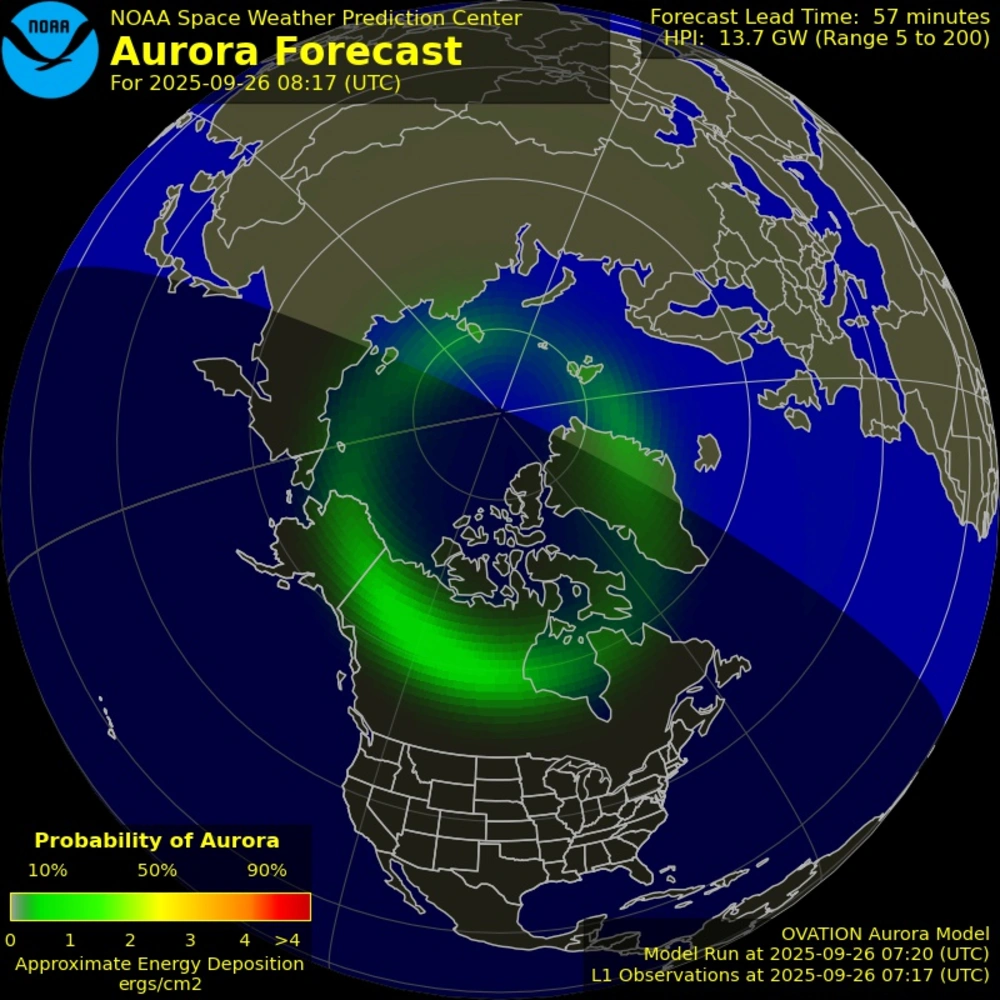 NOAA
NOAA Space Weather Prediction Center
Aurora Forecast
For 2025-09-26 08:17 (UTC)
Forecast Lead Time: 57 minutes
HPI: 13.7 GW (Range 5 to 200)
Probability of Aurora
10% 50% 90%
0 1 2 3 4 >4
Approximate Energy Deposition
ergs/cm2
OVATION Aurora Model
Model Run at 2025-09-26 07:20 (UTC)
L1 Observations at 2025-09-26 07:17 (UTC)